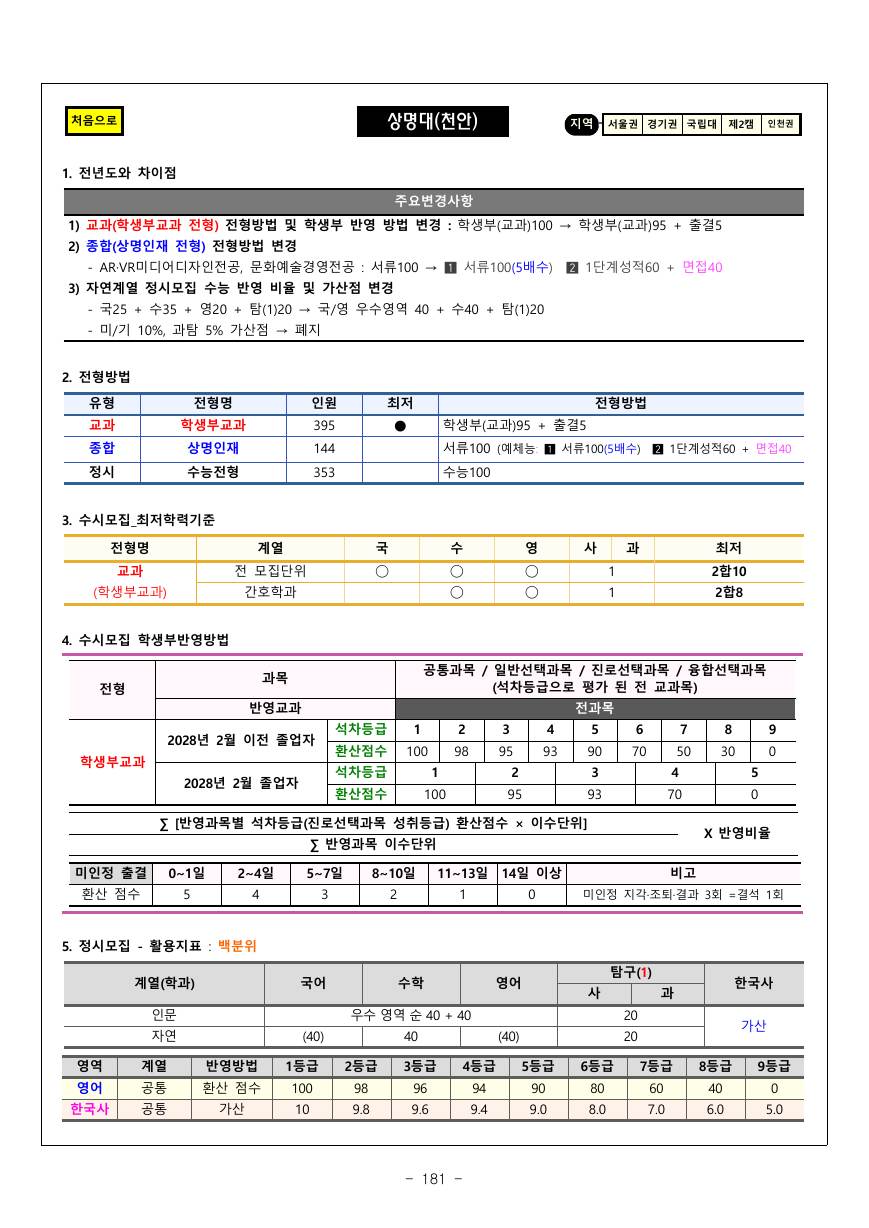 처음으로
상명대(천안)
지역 서울권 경기권 국립대 제2캠 인천권
1. 전년도와 차이점
주요변경사항
1) 교과(학생부교과 전형) 전형방법 및 학생부 반영 방법 변경 : 학생부(교과)100 → 학생부(교과)95 + 출결5
2) 종합(상명인재 전형) 전형방법 변경
- AR·VR미디어디자인전공, 문화예술경영전공 : 서류100 → 1 서류100(5배수) 2 1단계성적60 + 면접40
3) 자연계열 정시모집 수능 반영 비율 및 가산점 변경
- 국25 + 수35 + 영20 + 탐(1)20 → 국/영 우수영역 40 + 수40 + 탐(1)20
- 미/기 10%, 과탐 5% 가산점 → 폐지
2. 전형방법
유형 전형명 인원 최저 전형방법
교과 학생부교과 395 ● 학생부(교과)95 + 출결5
종합 상명인재 144 서류100 (예체능: 1 서류100(5배수) 2 1단계성적60 + 면접40
정시 수능전형 353 수능100
3. 수시모집_최저학력기준
전형명 계열 국 수 영 사 과 최저
교과 전 모집단위 ○ ○ ○ 1 2합10
(학생부교과) 간호학과 ○ ○ 1 2합8
4. 수시모집 학생부반영방법
전형 과목 공통과목 / 일반선택과목 / 진로선택과목 / 융합선택과목
(석차등급으로 평가 된 전 교과목)
반영교과 전과목
학생부교과 2028년 2월 이전 졸업자 석차등급 1 2 3 4 5 6 7 8 9
환산점수 100 98 95 93 90 70 50 30 0
2028년 2월 졸업자 석차등급 1 2 3 4 5
환산점수 100 95 93 70 0
∑ [반영과목별 석차등급(진로선택과목 성취등급) 환산점수 × 이수단위]
∑ 반영과목 이수단위
X 반영비율
미인정 출결 0~1일 2~4일 5~7일 8~10일 11~13일 14일 이상 비고
환산 점수 5 4 3 2 1 0 미인정 지각·조퇴·결과 3회 =결석 1회
5. 정시모집 - 활용지표 : 백분위
계열(학과) 국어 수학 영어 탐구(1) 한국사
사 과
인문 우수 영역 순 40 + 40 20 가산
자연 (40) 40 (40) 20
영역 계열 반영방법 1등급 2등급 3등급 4등급 5등급 6등급 7등급 8등급 9등급
영어 공통 환산 점수 100 98 96 94 90 80 60 40 0
한국사 공통 가산 10 9.8 9.6 9.4 9.0 8.0 7.0 6.0 5.0
- 181 -